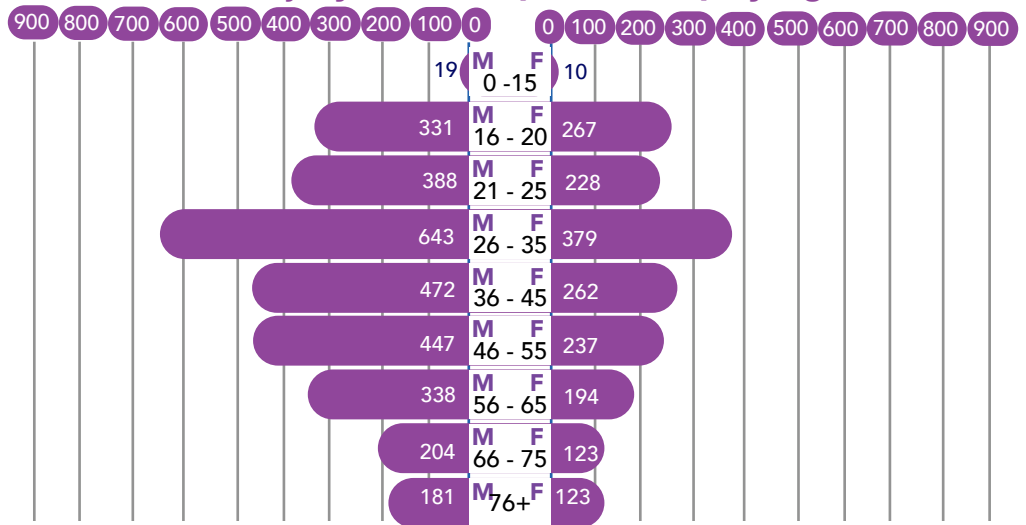 900 800 700 600 500 400 300 200 100 0 0 100 200 300 400 500 600 700 800 900
19 M F 10
0 -15
331 M F 267
16 - 20
388 M F 228
21 - 25
643 M F 379
26 - 35
472 M F 262
36 - 45
447 M F 237
46 - 55
338 M F 194
56 - 65
204 M F 123
66 - 75
181 M 76+ F 123